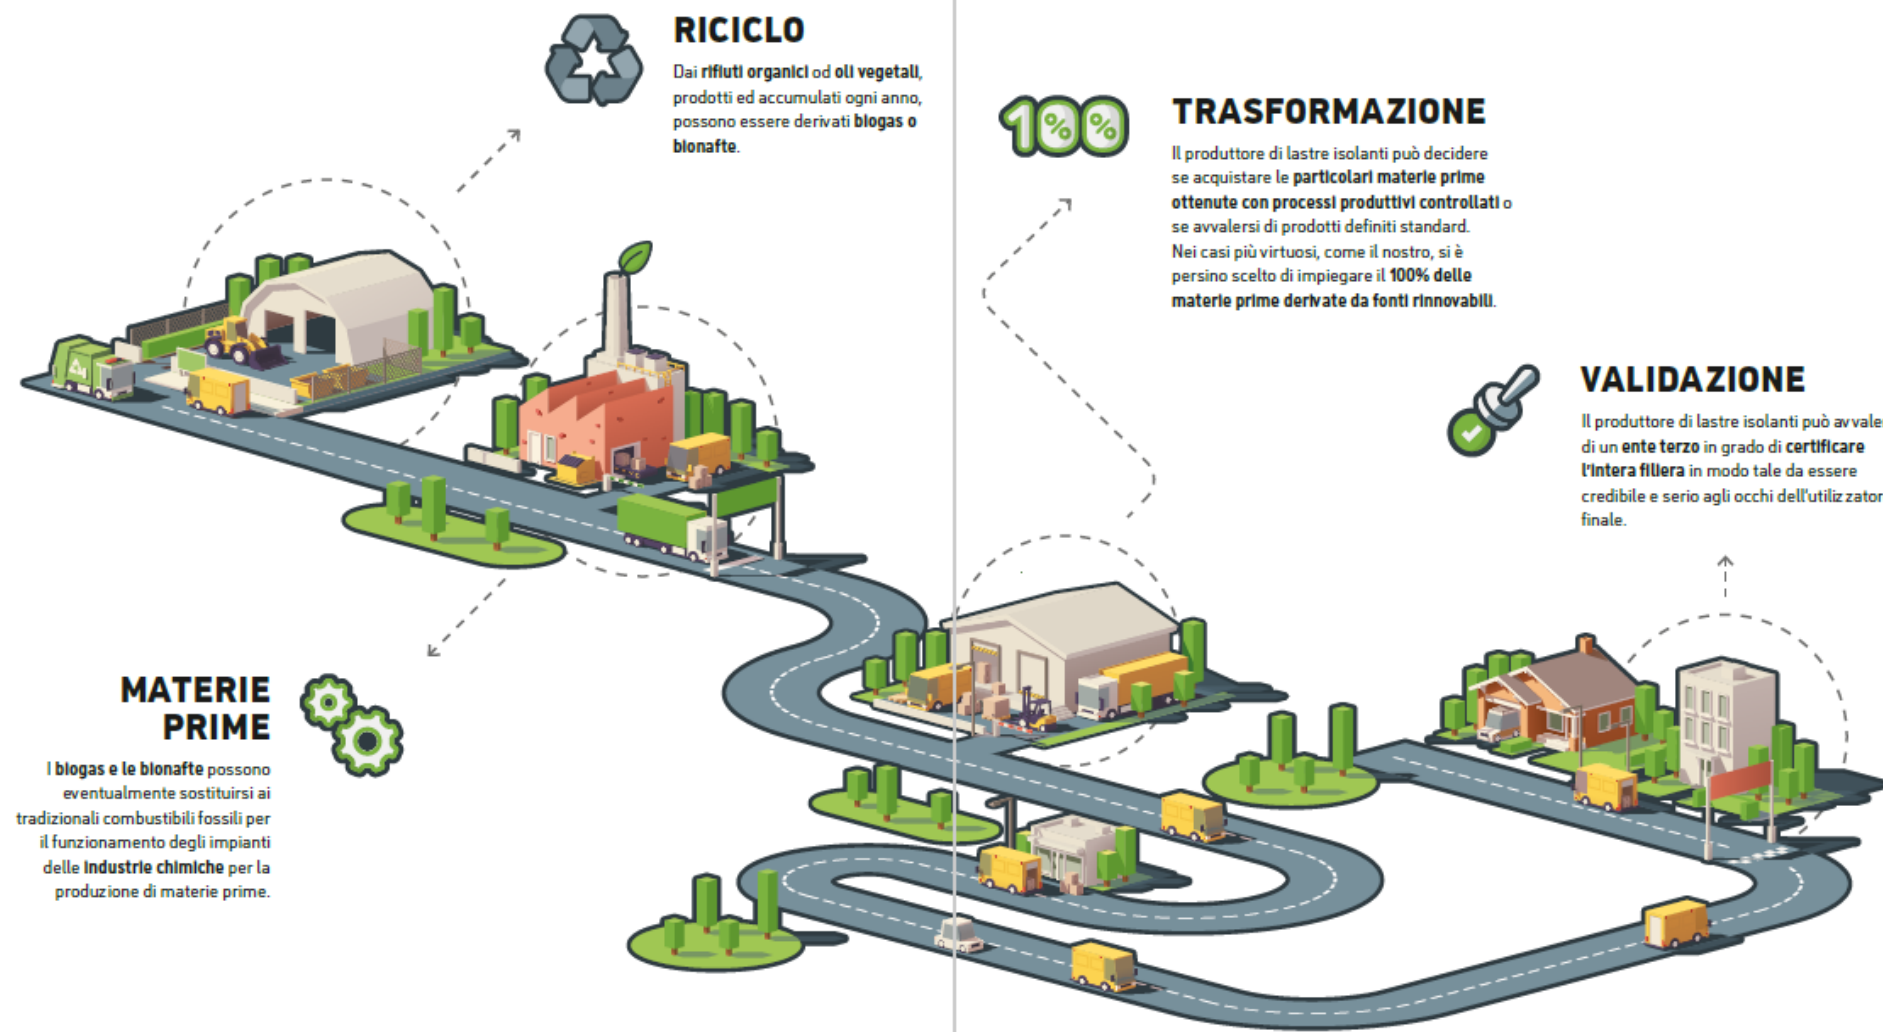 RICICLO
Dai rifiuti organici od oli vegetali,
prodotti ed accumulati ogni anno,
possono essere derivati biogas o
bionafte.
100%
TRASFORMAZIONE
Il produttore di lastre isolanti può decidere
se acquistare le particolari materie prime
ottenute con processi produttivi controllati o
se avvalersi di prodotti definiti standard.
Nei casi più virtuosi, come il nostro, si è
persino scelto di impiegare il 100% delle
materie prime derivate da fonti rinnovabili.
VALIDAZIONE
Il produttore di lastre isolanti può avvale
di un ente terzo in grado di certificare
l'intera filiera in modo tale da essere
credibile e serio agli occhi dell'utilizzator
finale.
MATERIE
PRIME
I biogas e le bionafte possono
eventualmente sostituirsi ai
tradizionali combustibili fossili per
il funzionamento degli impianti
delle industrie chimiche per la
produzione di materie prime.